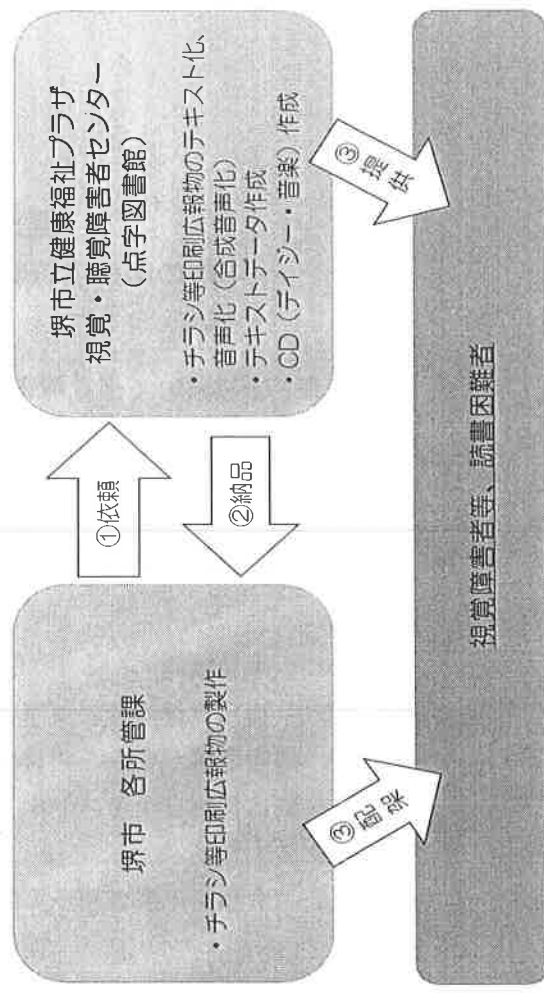 堺市　各所管課
・チラシ等印刷広報物の製作
①依頼
②納品
堺市立健康福祉プラザ
視覚・聴覚障害者センター
（点字図書館）
・チラシ等印刷広報物のテキスト化、
音声化（合成音声化）
・テキストデータ作成
・CD（デイジー・音楽）作成
③配架
③提供
視覚障害者等、読書困難者